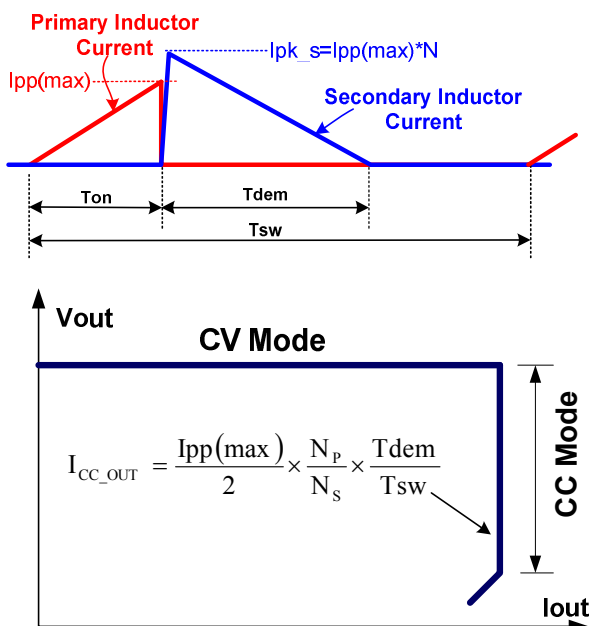 Primary Inductor
Current
Ipk_s=Ipp(max)*N
Ipp(max)
Secondary Inductor
Current
Ton
Tdem
Tsw
Vout
CV Mode
I_CC_OUT = Ipp(max)/2 × N_P/N_S × Tdem/Tsw
CC Mode
Iout